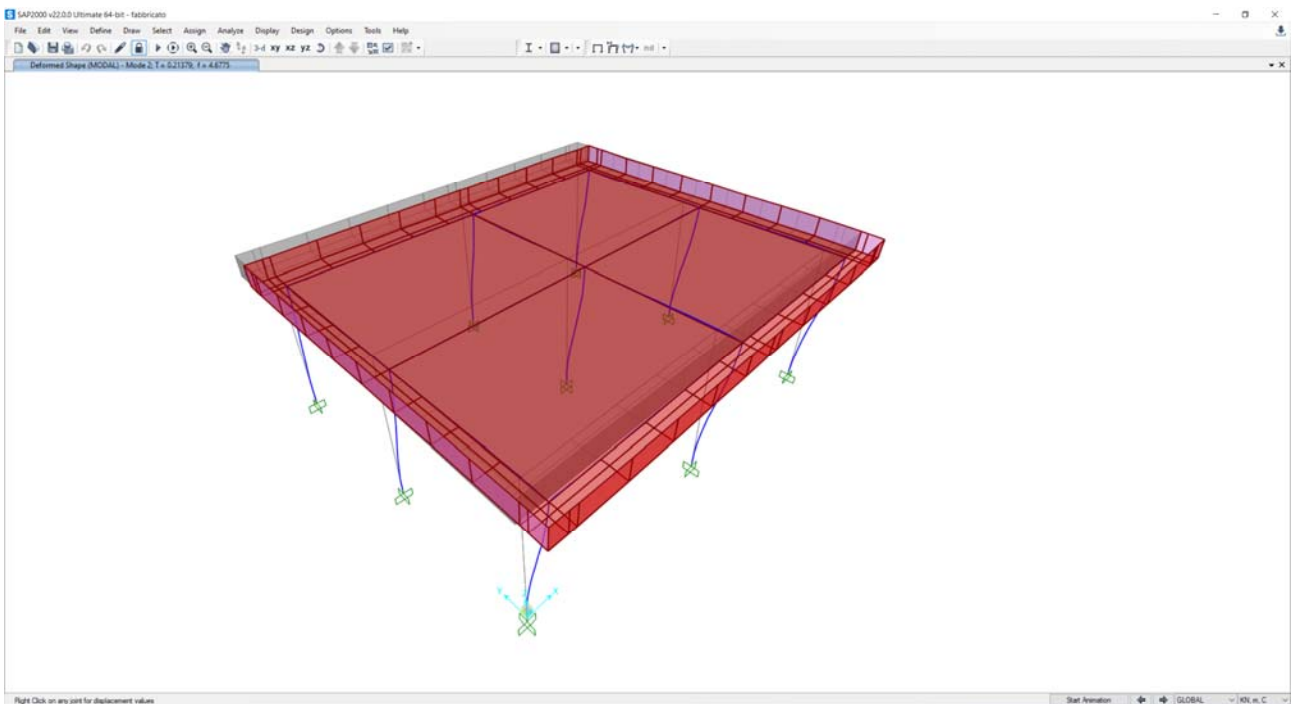 S SAP2000 v22.0.0 Ultimate 64-bit - fabbricato
File Edit View Define Draw Select Assign Analyze Display Design Options Tools Help
3-d xy xz yz nd
Deformed Shape (MODAL) - Mode 2; T = 0.21379; f = 4.6775
Y X
Right Click on any joint for displacement values
Start Animation GLOBAL KN, m, C